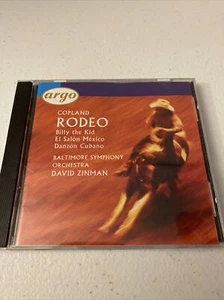 argo
COPLAND
RODEO
Billy the Kid
El Salón México
Danzón Cubano
BALTIMORE SYMPHONY
ORCHESTRA
DAVID ZINMAN